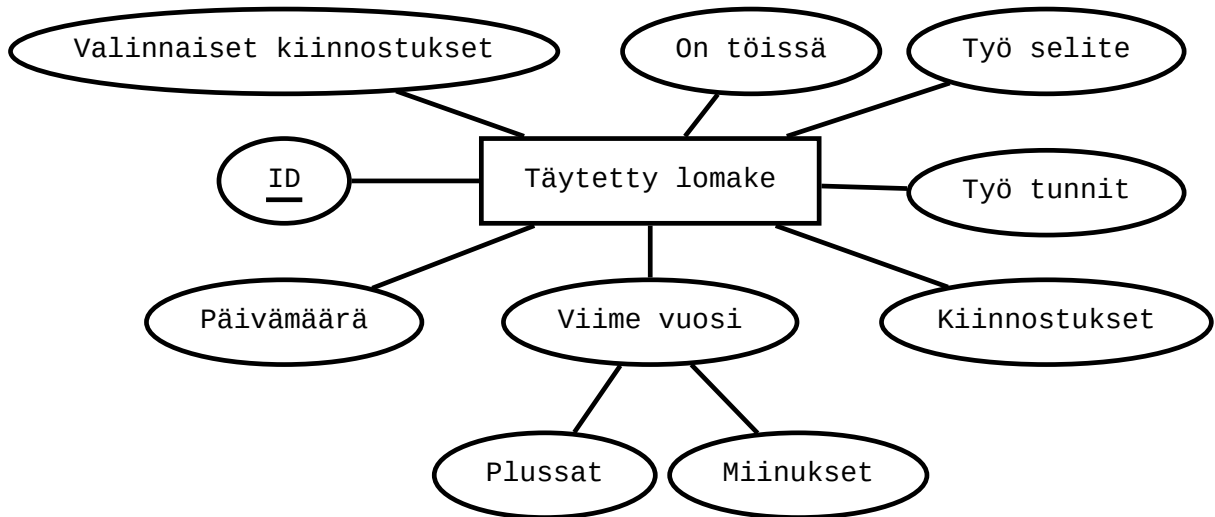 Valinnaiset kiinnostukset
On töissä
Työ selite
ID
Täytetty lomake
Työ tunnit
Päivämäärä
Viime vuosi
Kiinnostukset
Plussat
Miinukset